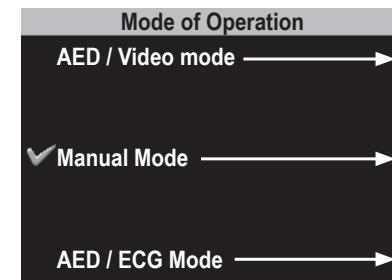 Mode of Operation
AED / Video mode
Manual Mode
AED / ECG Mode